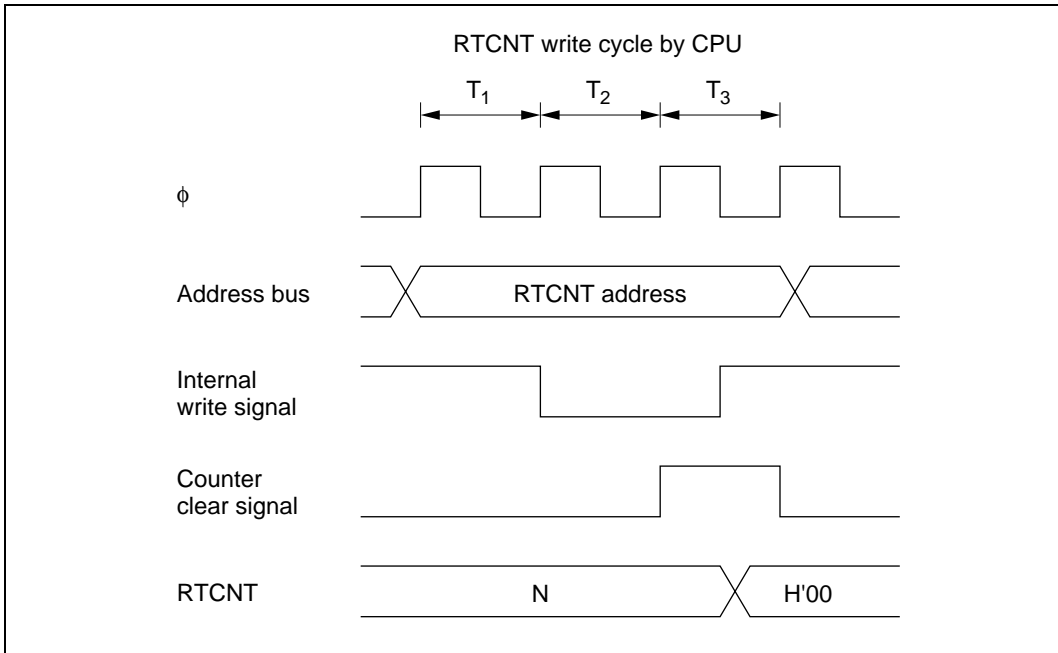 RTCNT write cycle by CPU
T1 T2 T3
φ
Address bus
RTCNT address
Internal
write signal
Counter
clear signal
RTCNT
N
H'00